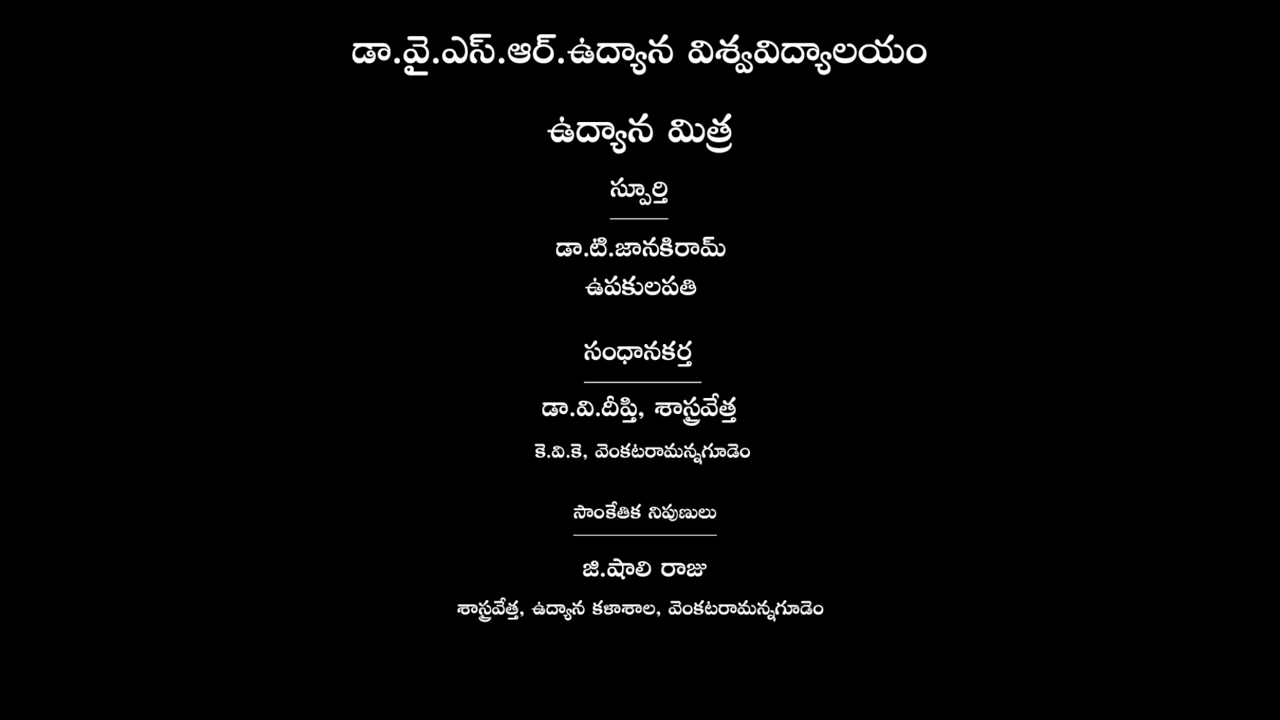 డా.వై.ఎస్.ఆర్.ఉద్యాన విశ్వవిద్యాలయం
ఉద్యాన మిత్ర
స్పూర్తి
డా.టి.జానకిరామ్
ఉపకులపతి
సంధానకర్త
డా.వి.దీప్తి, శాస్త్రవేత్త
కె.వి.కె, వెంకటరామన్నగూడెం
సాంకేతిక నిపుణులు
జి.షాలి రాజు
శాస్త్రవేత్త, ఉద్యాన కళాశాల, వెంకటరామన్నగూడెం